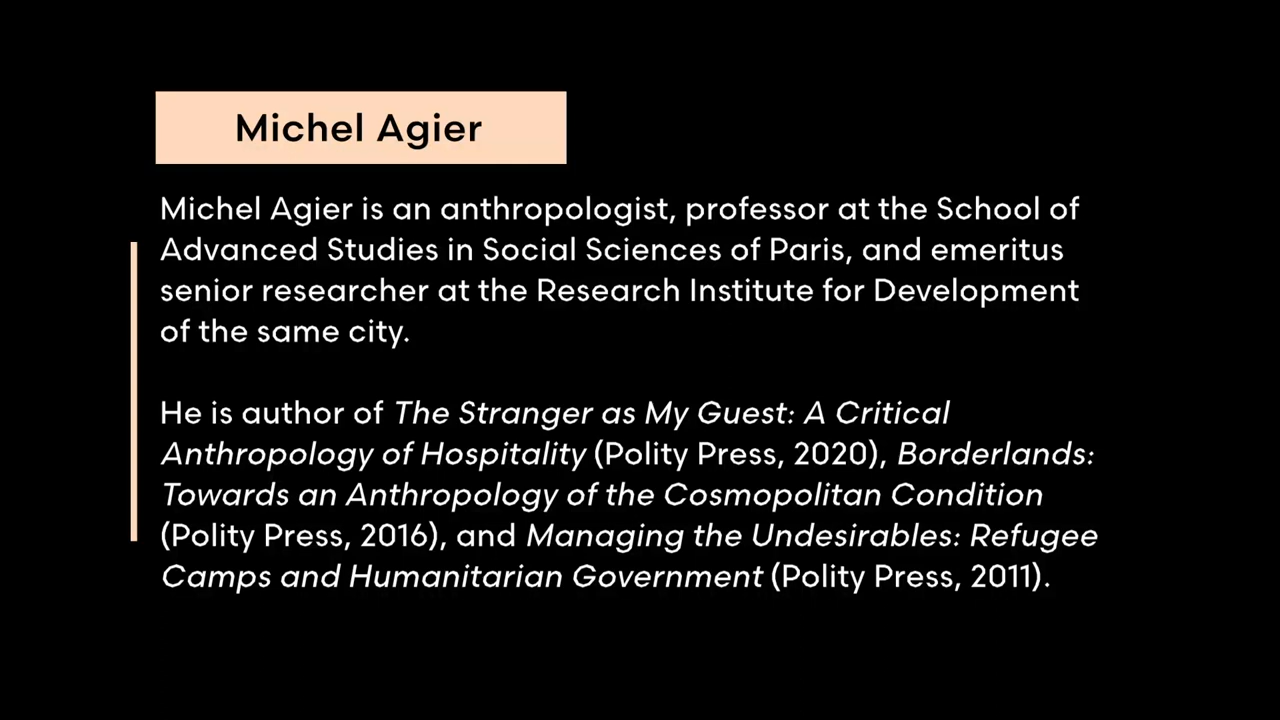 Michel Agier
Michel Agier is an anthropologist, professor at the School of
Advanced Studies in Social Sciences of Paris, and emeritus
senior researcher at the Research Institute for Development
of the same city.
He is author of The Stranger as My Guest: A Critical
Anthropology of Hospitality (Polity Press, 2020), Borderlands:
Towards an Anthropology of the Cosmopolitan Condition
(Polity Press, 2016), and Managing the Undesirables: Refugee
Camps and Humanitarian Government (Polity Press, 2011).